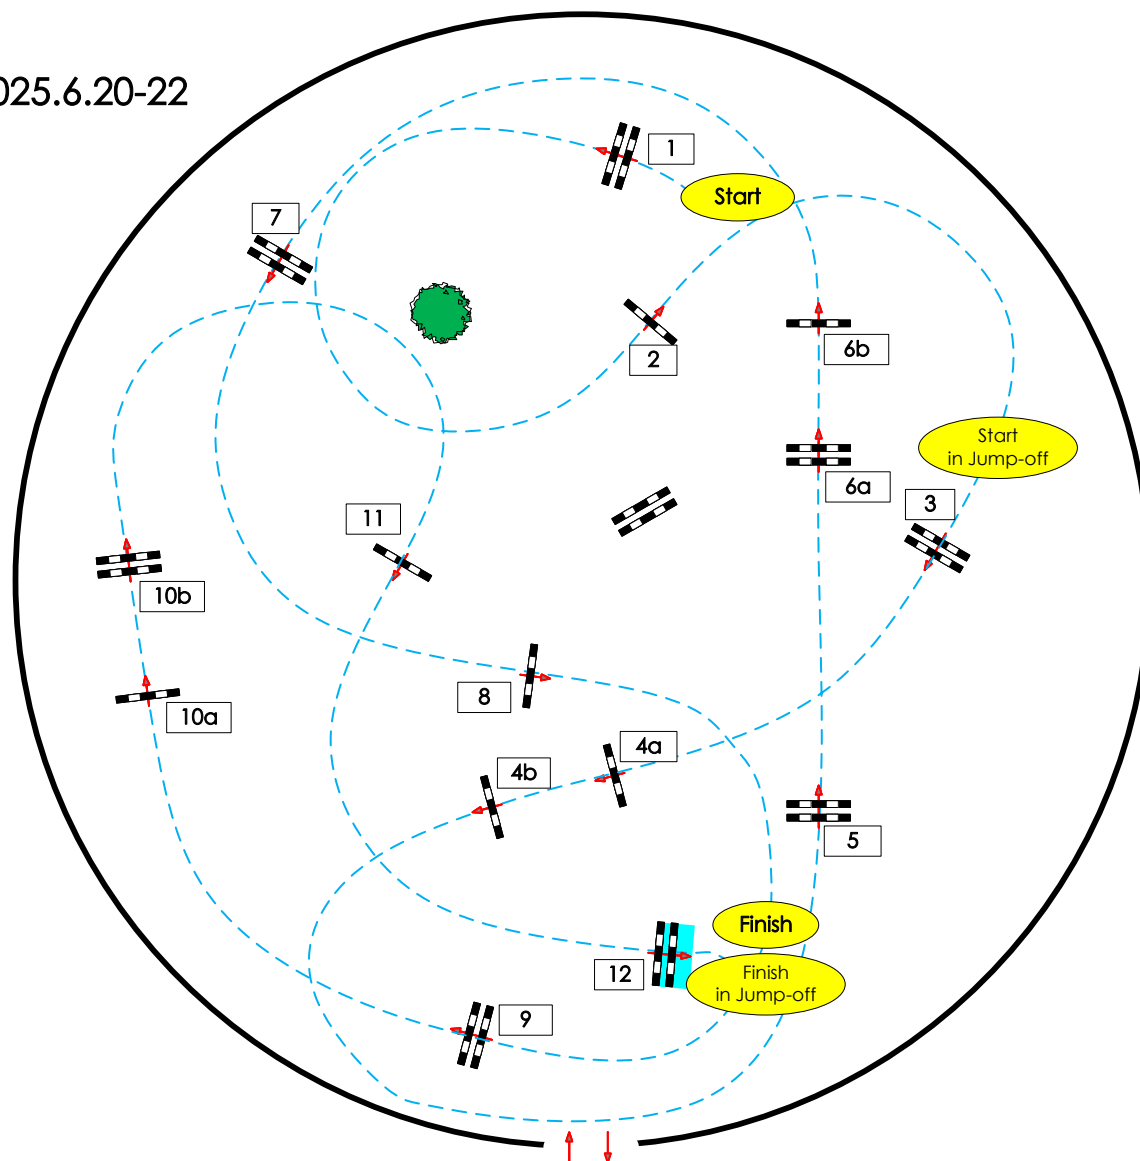 025.6.20-22
1
Start
7
2
6b
6a
Start
in Jump-off
3
11
10b
10a
8
4a
4b
5
Finish
12
Finish
in Jump-off
9